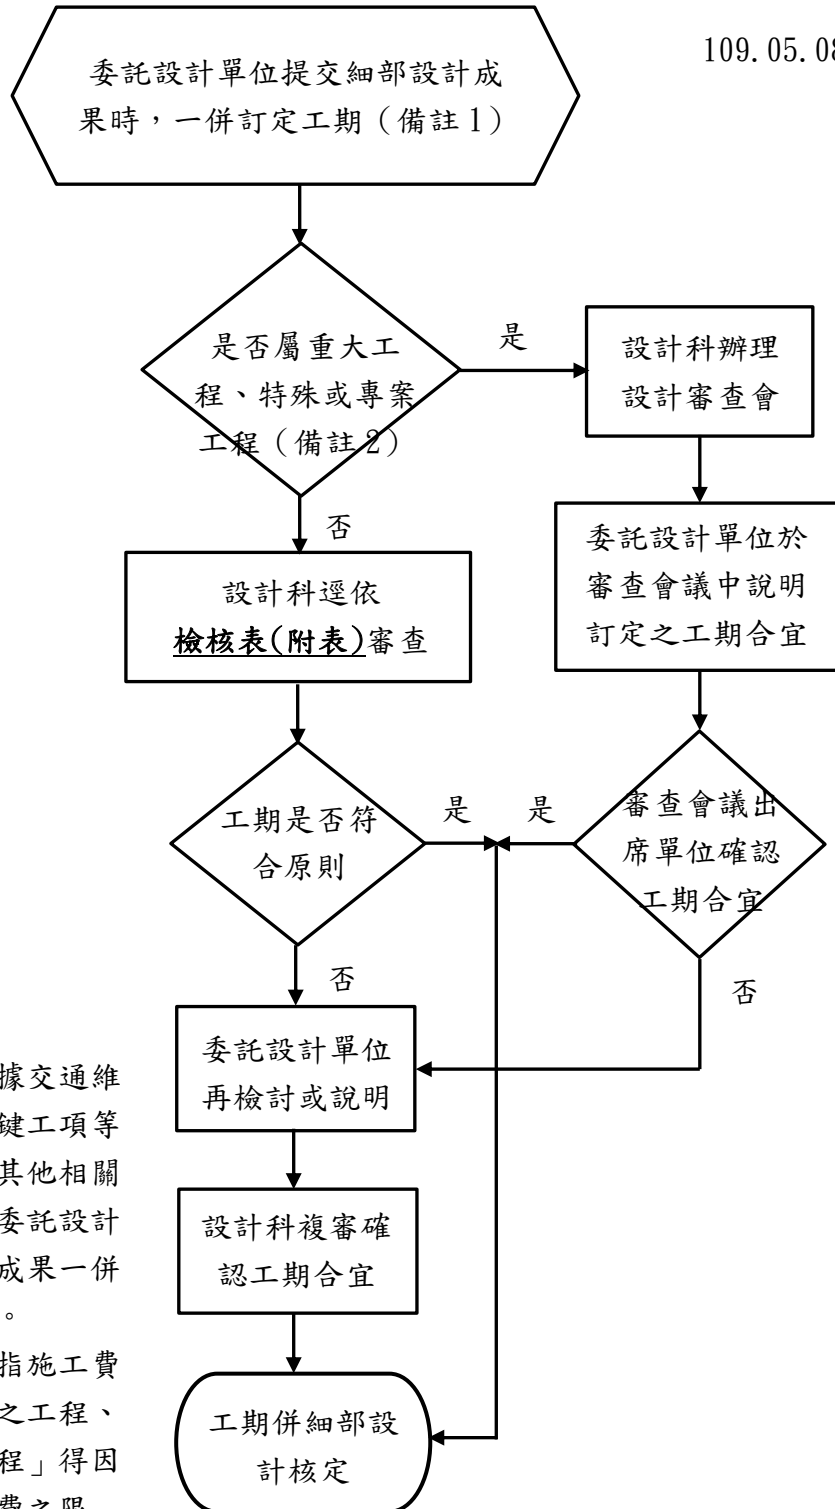 109.05.08
委託設計單位提交細部設計成
果時，一併訂定工期（備註1）
是否屬重大工
程、特殊或專案
工程（備註2）
是
設計科辦理
設計審查會
否
委託設計單位於
審查會議中說明
訂定之工期合宜
設計科逕依
檢核表(附表)審查
工期是否符
合原則
是
是
審查會議出
席單位確認
工期合宜
否
否
委託設計單位
再檢討或說明
設計科複審確
認工期合宜
工期併細部設
計核定
據交通維
鍵工項等
其他相關
委託設計
成果一併
。
指施工費
之工程、
程」得因